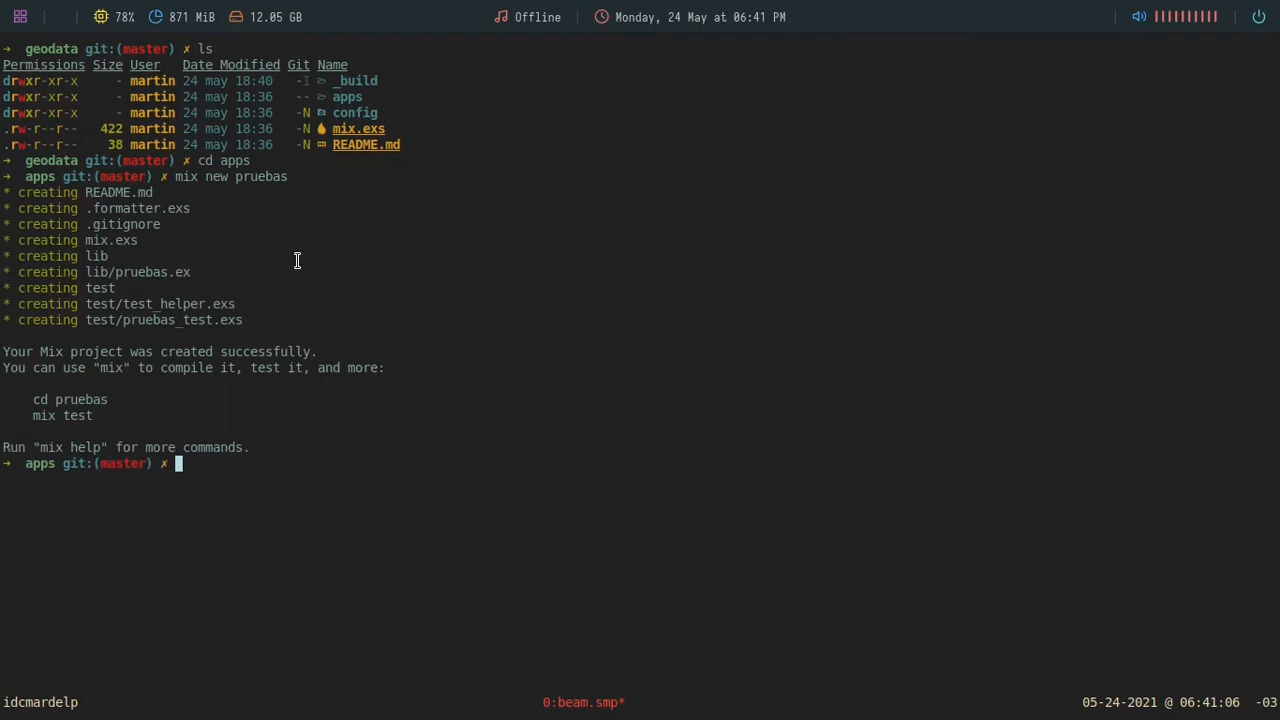 78% 871 MiB 12.05 GB Offline Monday, 24 May at 06:41 PM
→ geodata git:(master) ✗ ls
Permissions Size User Date Modified Git Name
drwxr-xr-x - martin 24 may 18:40 -I _build
drwxr-xr-x - martin 24 may 18:36 -- apps
drwxr-xr-x - martin 24 may 18:36 -N config
.rw-r--r-- 422 martin 24 may 18:36 -N mix.exs
.rw-r--r-- 38 martin 24 may 18:36 -N README.md
→ geodata git:(master) ✗ cd apps
→ apps git:(master) ✗ mix new pruebas
* creating README.md
* creating .formatter.exs
* creating .gitignore
* creating mix.exs
* creating lib
* creating lib/pruebas.ex
* creating test
* creating test/test_helper.exs
* creating test/pruebas_test.exs
Your Mix project was created successfully.
You can use "mix" to compile it, test it, and more:
cd pruebas
mix test
Run "mix help" for more commands.
→ apps git:(master) ✗
idcmardelp 0:beam.smp* 05-24-2021 @ 06:41:06 -03